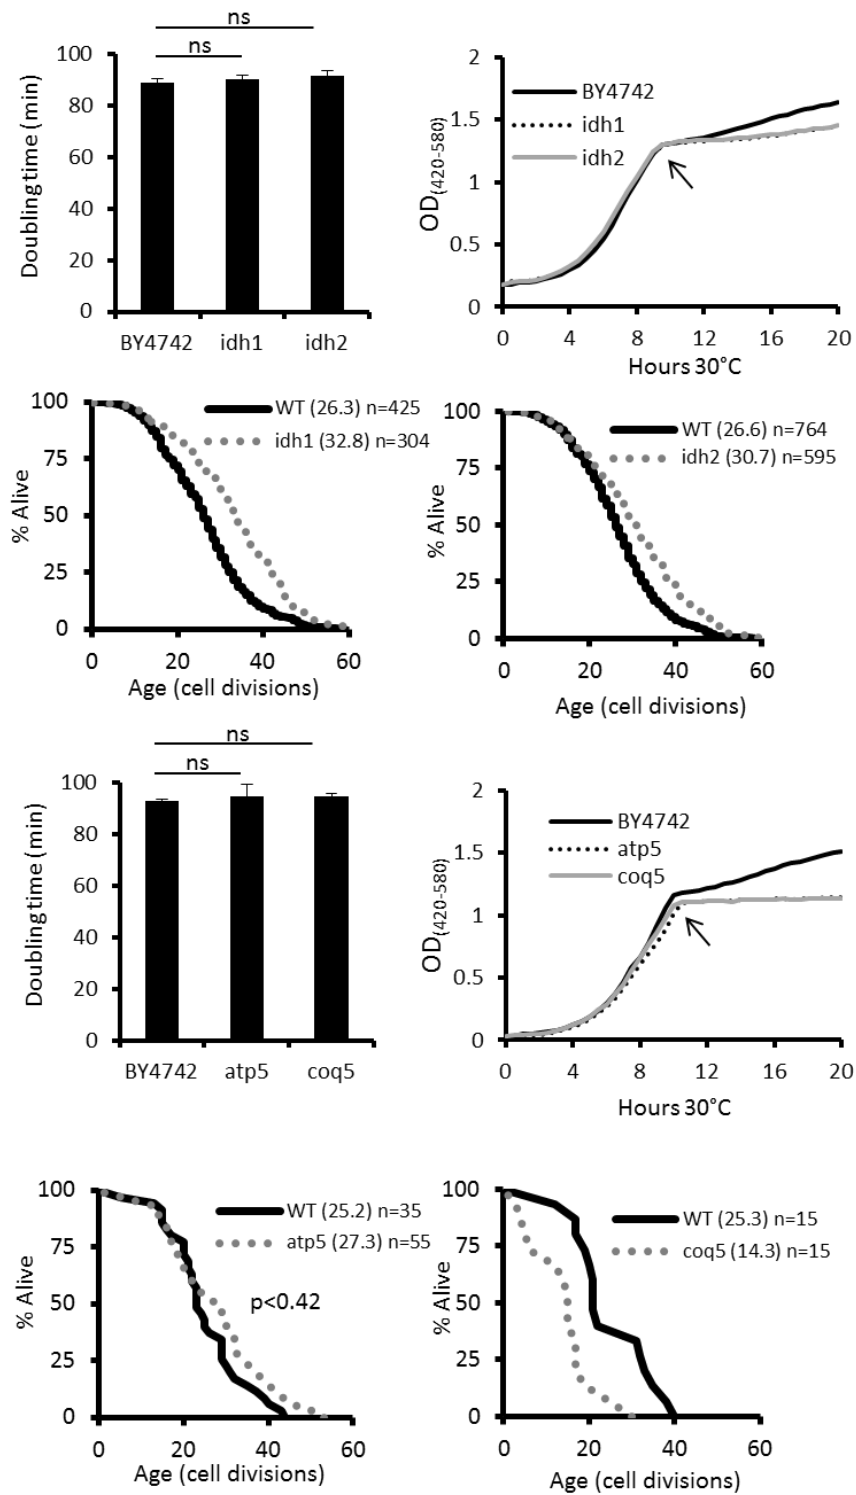 ns
ns
100
80
60
40
20
0
Doubling time (min)
BY4742 idh1 idh2
2
1.5
1
0.5
0
OD(420-580)
BY4742
idh1
idh2
0 4 8 12 16 20
Hours 30°C
100
75
50
25
0
% Alive
WT (26.3) n=425
idh1 (32.8) n=304
0 20 40 60
Age (cell divisions)
100
75
50
25
0
% Alive
WT (26.6) n=764
idh2 (30.7) n=595
0 20 40 60
Age (cell divisions)
ns
ns
100
80
60
40
20
0
Doubling time (min)
BY4742 atp5 coq5
2
1.5
1
0.5
0
OD(420-580)
BY4742
atp5
coq5
0 4 8 12 16 20
Hours 30°C
100
75
50
25
0
% Alive
WT (25.2) n=35
atp5 (27.3) n=55
p<0.42
0 20 40 60
Age (cell divisions)
100
75
50
25
0
% Alive
WT (25.3) n=15
coq5 (14.3) n=15
0 20 40 60
Age (cell divisions)